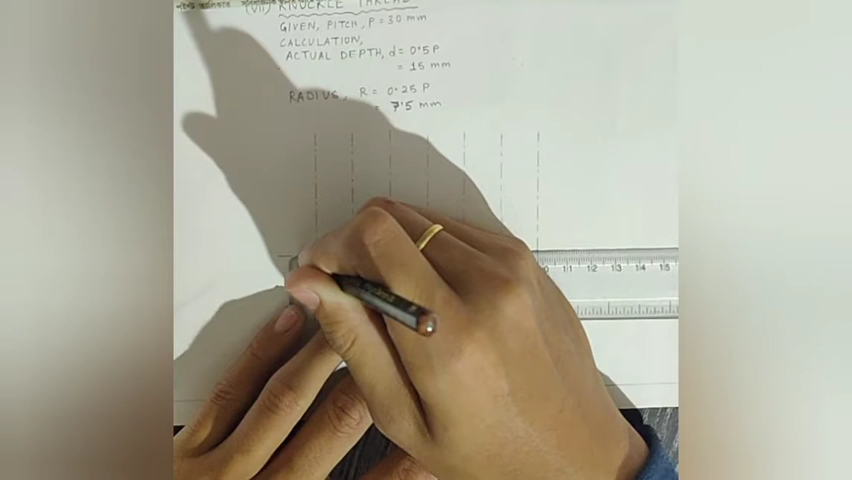 (vii) KNUCKLE THREAD
GIVEN, PITCH, P = 30 mm
CALCULATION,
ACTUAL DEPTH, d = 0.5 P
= 15 mm
RADIUS, R = 0.25 P
= 7.5 mm
11 12 13 14 15